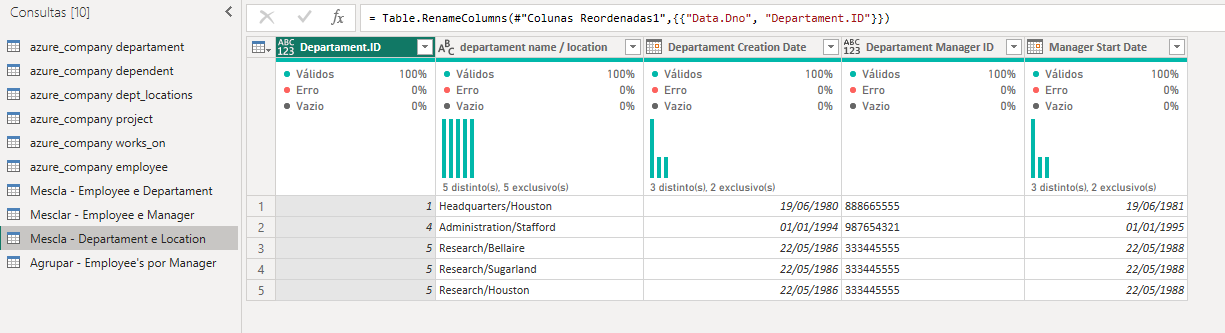 Consultas [10]
azure_company departament
azure_company dependent
azure_company dept_locations
azure_company project
azure_company works_on
azure_company employee
Mescla - Employee e Departament
Mesclar - Employee e Manager
Mescla - Departament e Location
Agrupar - Employee's por Manager
= Table.RenameColumns(#"Colunas Reordenadas1",{{"Data.Dno", "Departament.ID"}})
ABC 123 Departament.ID ABC departament name / location Departament Creation Date ABC 123 Departament Manager ID Manager Start Date
Válidos 100% Válidos 100% Válidos 100% Válidos 100% Válidos 100%
Erro 0% Erro 0% Erro 0% Erro 0% Erro 0%
Vazio 0% Vazio 0% Vazio 0% Vazio 0% Vazio 0%
5 distinto(s), 5 exclusivo(s) 3 distinto(s), 2 exclusivo(s) 3 distinto(s), 2 exclusivo(s)
1 1 Headquarters/Houston 19/06/1980 888665555 19/06/1981
2 4 Administration/Stafford 01/01/1994 987654321 01/01/1995
3 5 Research/Bellaire 22/05/1986 333445555 22/05/1988
4 5 Research/Sugarland 22/05/1986 333445555 22/05/1988
5 5 Research/Houston 22/05/1986 333445555 22/05/1988